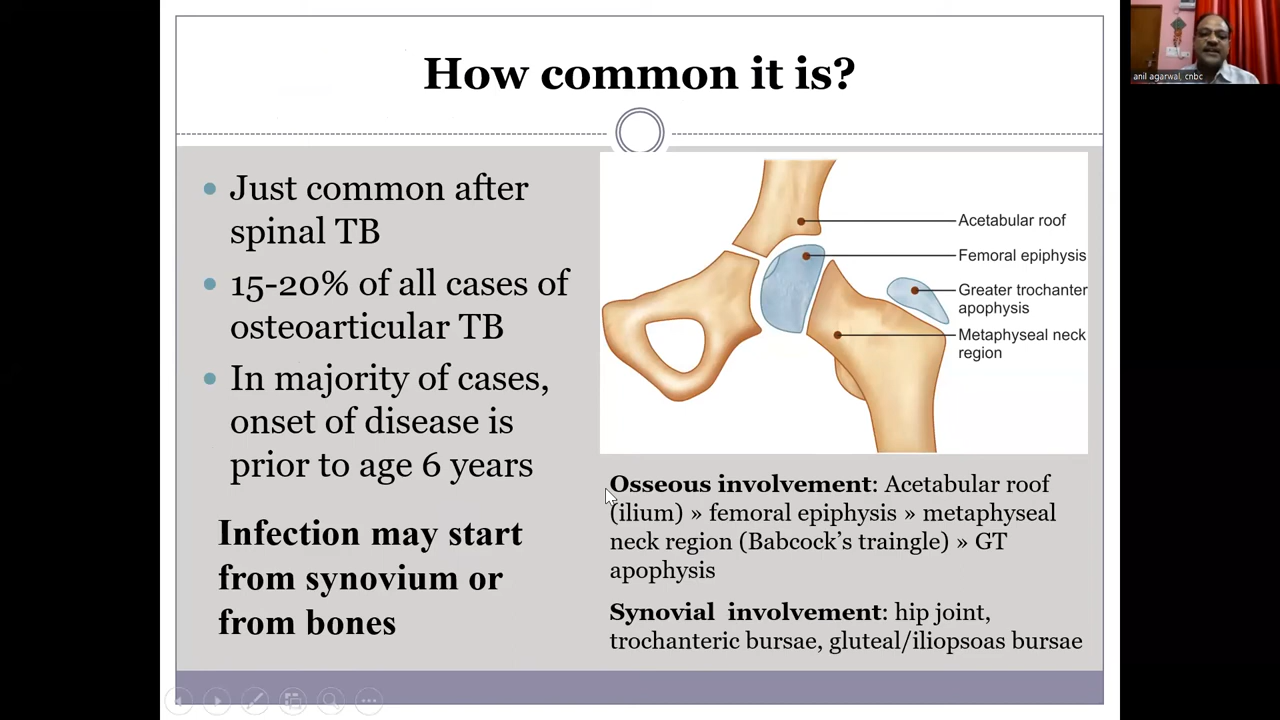 How common it is?
Just common after
spinal TB
15-20% of all cases of
osteoarticular TB
In majority of cases,
onset of disease is
prior to age 6 years
Infection may start
from synovium or
from bones
Acetabular roof
Femoral epiphysis
Greater trochanter
apophysis
Metaphyseal neck
region
Osseous involvement: Acetabular roof
(ilium) » femoral epiphysis » metaphyseal
neck region (Babcock’s traingle) » GT
apophysis
Synovial involvement: hip joint,
trochanteric bursae, gluteal/iliopsoas bursae
anil agarwal, cnbc